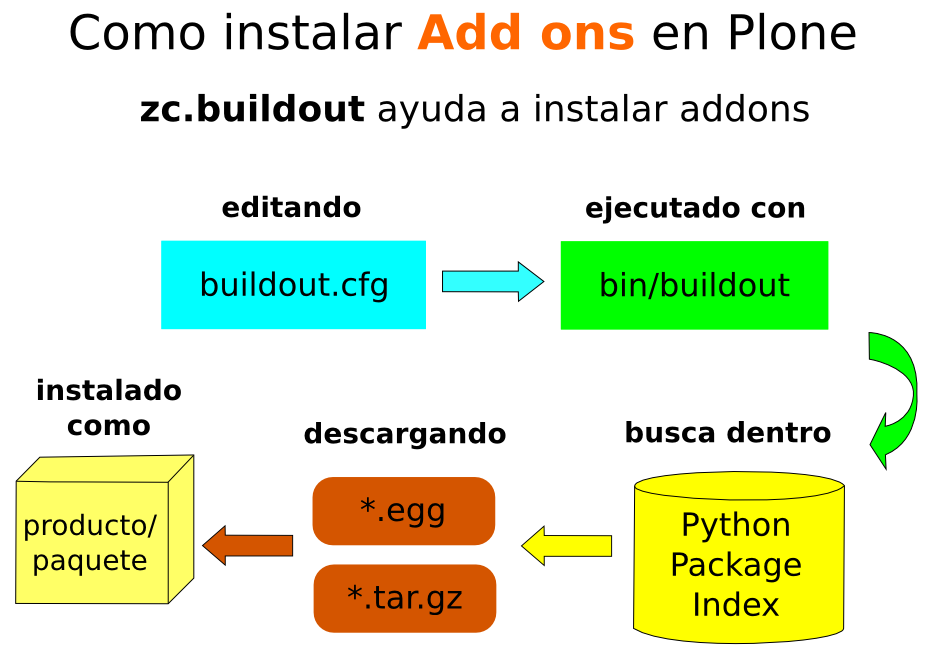 Como instalar Add ons en Plone
zc.buildout ayuda a instalar addons
editando
buildout.cfg
ejecutado con
bin/buildout
busca dentro
Python
Package
Index
descargando
*.egg
*.tar.gz
instalado
como
producto/
paquete